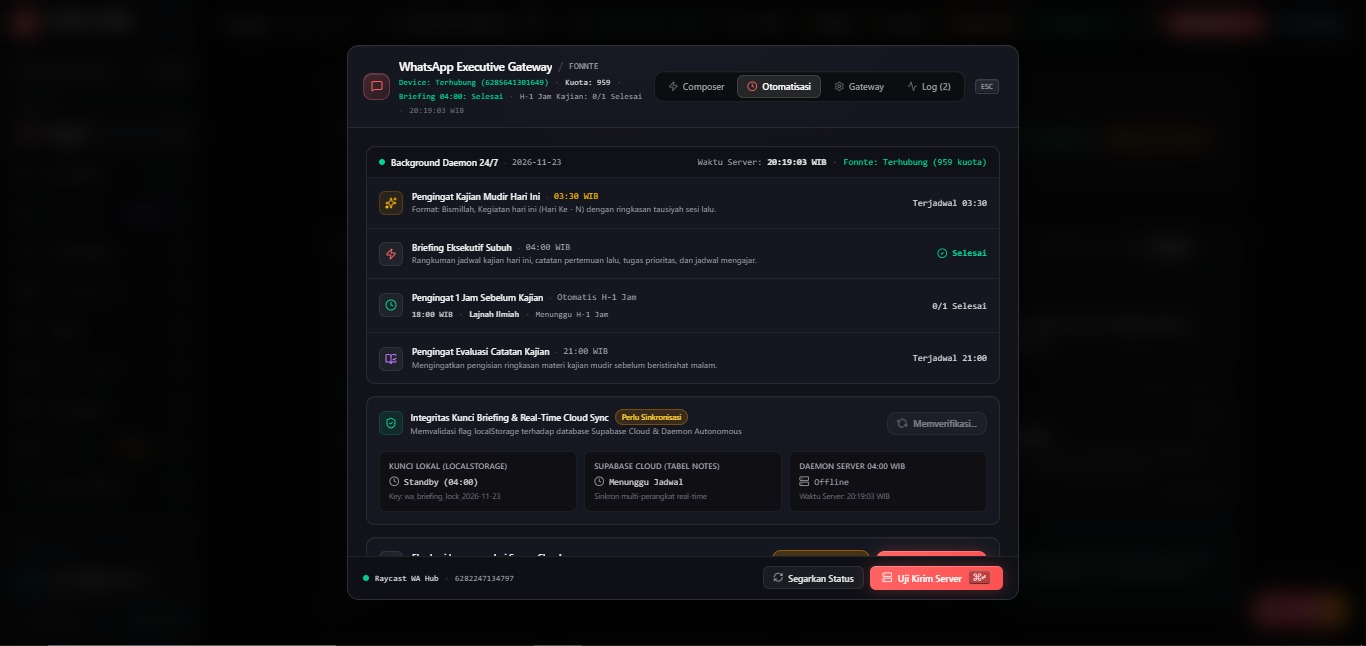 WhatsApp Executive Gateway / FONNTE
Device: Terhubung (6285641301649) · Kuota: 959 ·
Briefing 04:00: Selesai · H-1 Jam Kajian: 0/1 Selesai
· 20:19:03 WIB
Composer Otomatisasi Gateway Log (2) ESC
Background Daemon 24/7 · 2026-11-23 Waktu Server: 20:19:03 WIB · Fonnte: Terhubung (959 kuota)
Pengingat Kajian Mudir Hari Ini · 03:30 WIB
Format: Bismillah, Kegiatan hari ini (Hari Ke - N) dengan ringkasan tausiyah sesi lalu.
Terjadwal 03:30
Briefing Eksekutif Subuh · 04:00 WIB
Rangkuman jadwal kajian hari ini, catatan pertemuan lalu, tugas prioritas, dan jadwal mengajar.
Selesai
Pengingat 1 Jam Sebelum Kajian · Otomatis H-1 Jam
18:00 WIB · Lajnah Ilmiah · Menunggu H-1 Jam
0/1 Selesai
Pengingat Evaluasi Catatan Kajian · 21:00 WIB
Mengingatkan pengisian ringkasan materi kajian mudir sebelum beristirahat malam.
Terjadwal 21:00
Integritas Kunci Briefing & Real-Time Cloud Sync Perlu Sinkronisasi
Memvalidasi flag localStorage terhadap database Supabase Cloud & Daemon Autonomous
Memverifikasi...
KUNCI LOKAL (LOCALSTORAGE)
Standby (04:00)
Key: wa_briefing_lock_2026-11-23
SUPABASE CLOUD (TABEL NOTES)
Menunggu Jadwal
Sinkron multi-perangkat real-time
DAEMON SERVER 04:00 WIB
Offline
Waktu Server: 20:19:03 WIB
Raycast WA Hub · 6282247134797
Segarkan Status
Uji Kirim Server ⌘↵